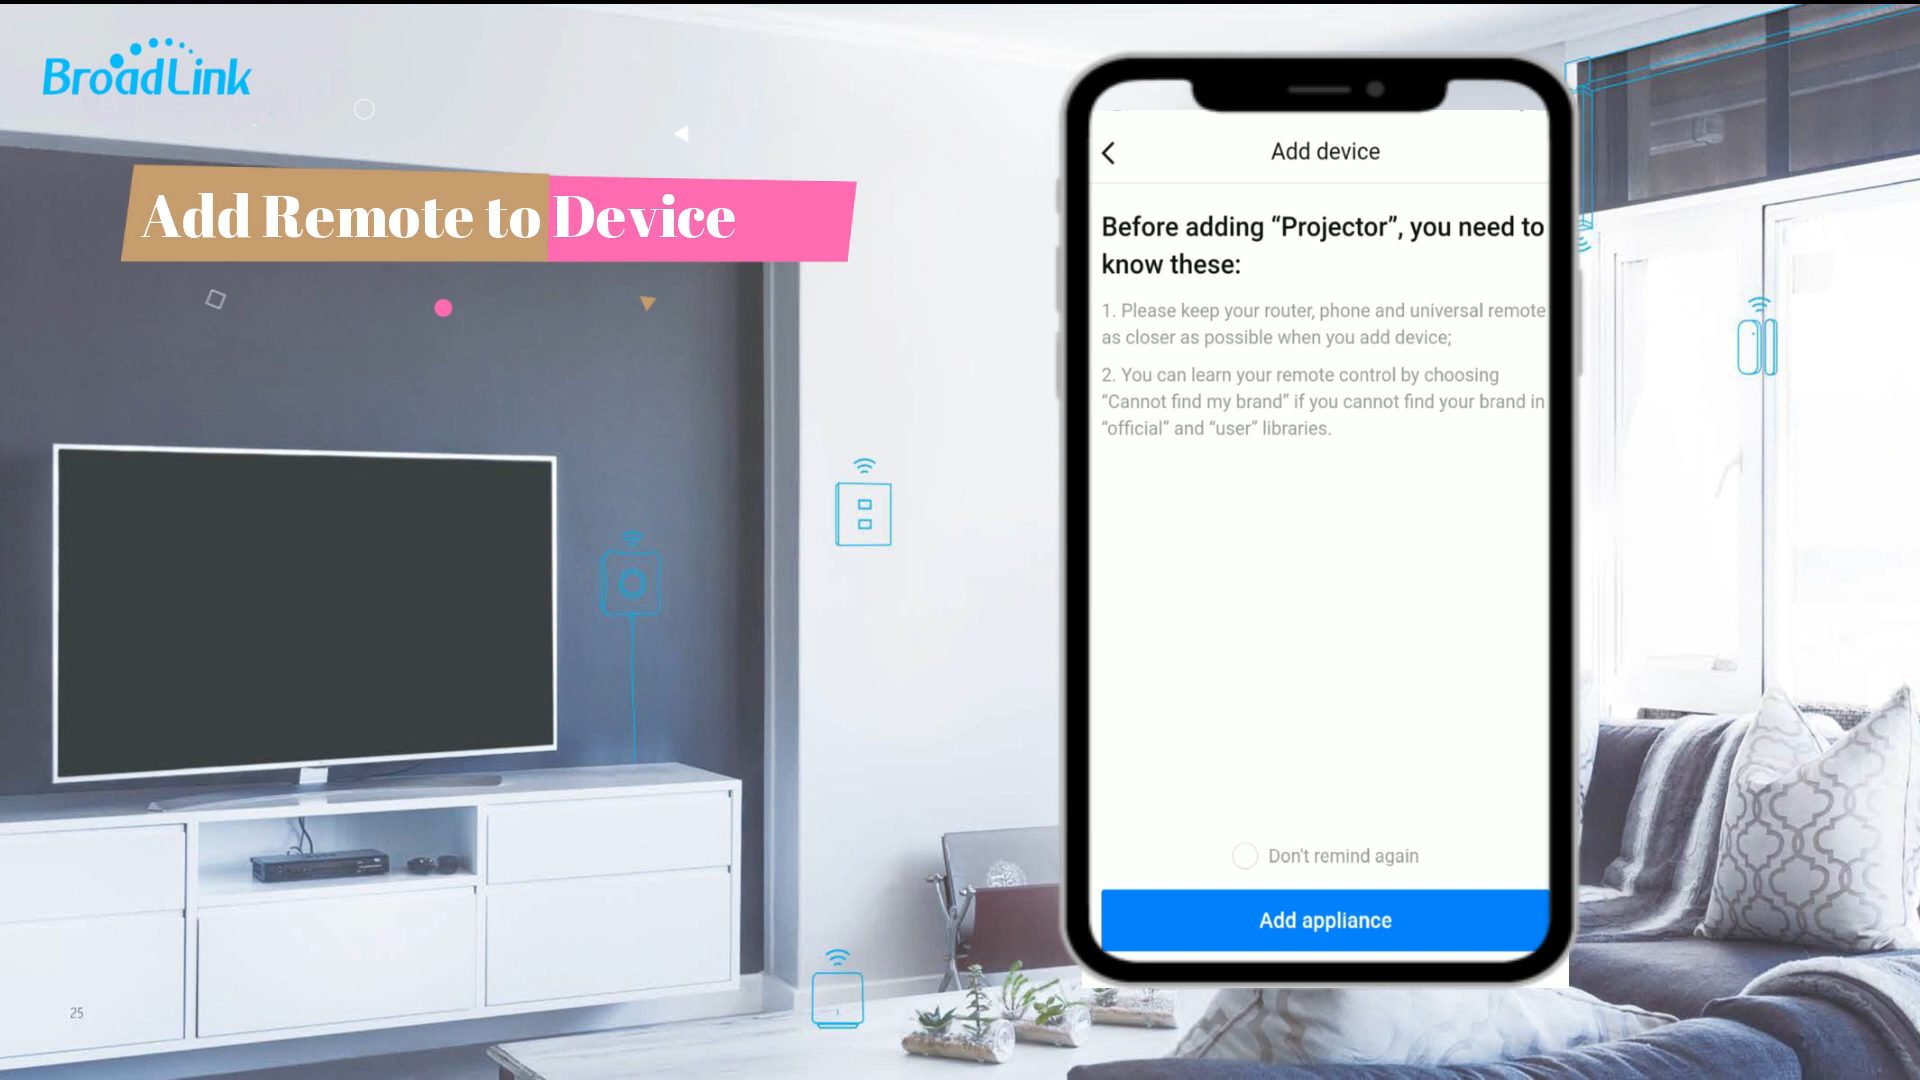 BroadLink
Add Remote to Device
Add device
Before adding “Projector”, you need to
know these:
1. Please keep your router, phone and universal remote
as closer as possible when you add device;
2. You can learn your remote control by choosing
“Cannot find my brand” if you cannot find your brand in
“official” and “user” libraries.
Don't remind again
Add appliance
25